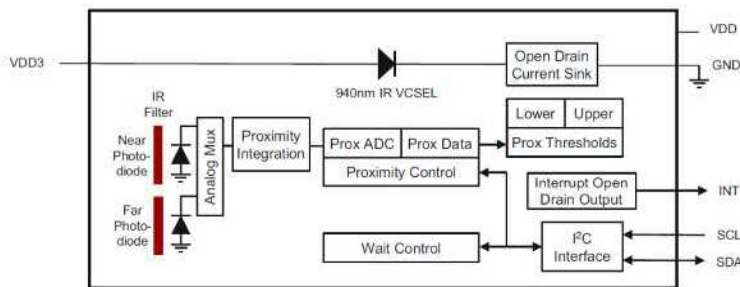 VDD
VDD3
Open Drain
Current Sink
GND
940nm IR VCSEL
IR
Filter
Near
Photo-
diode
Far
Photo-
diode
Analog Mux
Proximity
Integration
Prox ADC
Prox Data
Proximity Control
Lower
Upper
Prox Thresholds
Interrupt Open
Drain Output
INT
Wait Control
I²C
Interface
SCL
SDA